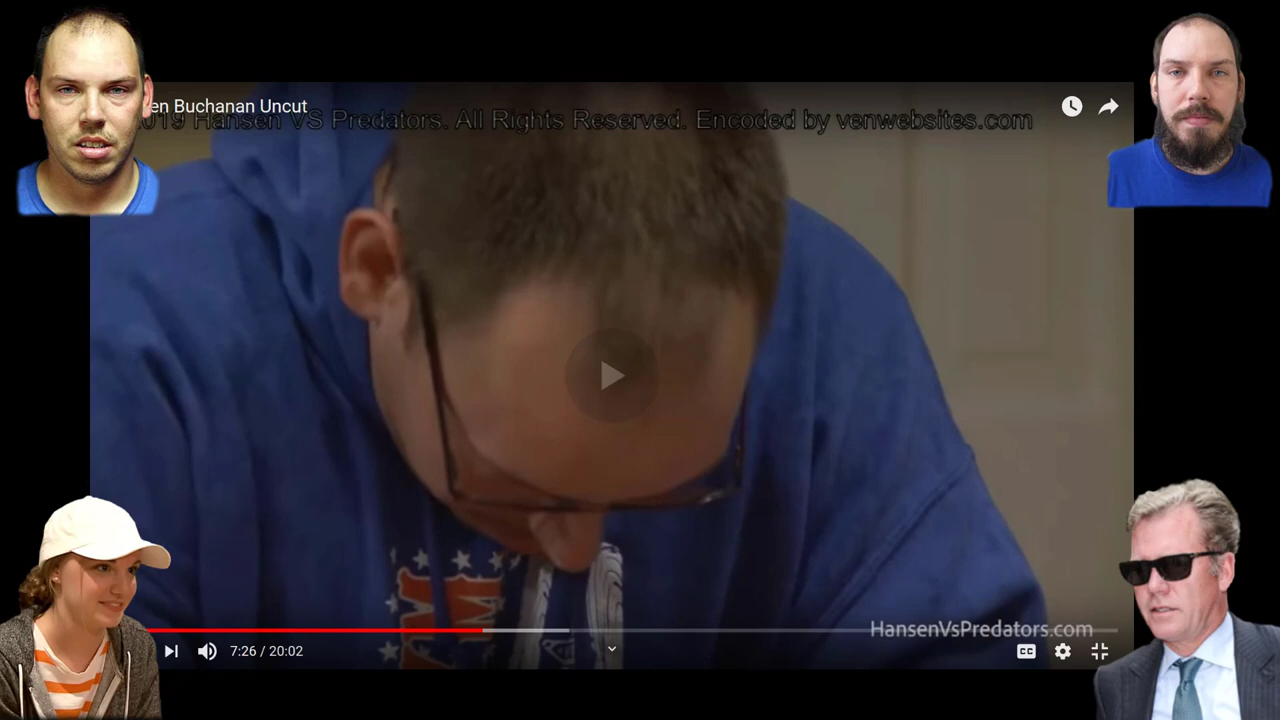 en Buchanan Uncut
2019 Hansen VS Predators. All Rights Reserved. Encoded by venwebsites.com
HansenVsPredators.com
7:26 / 20:02
CC